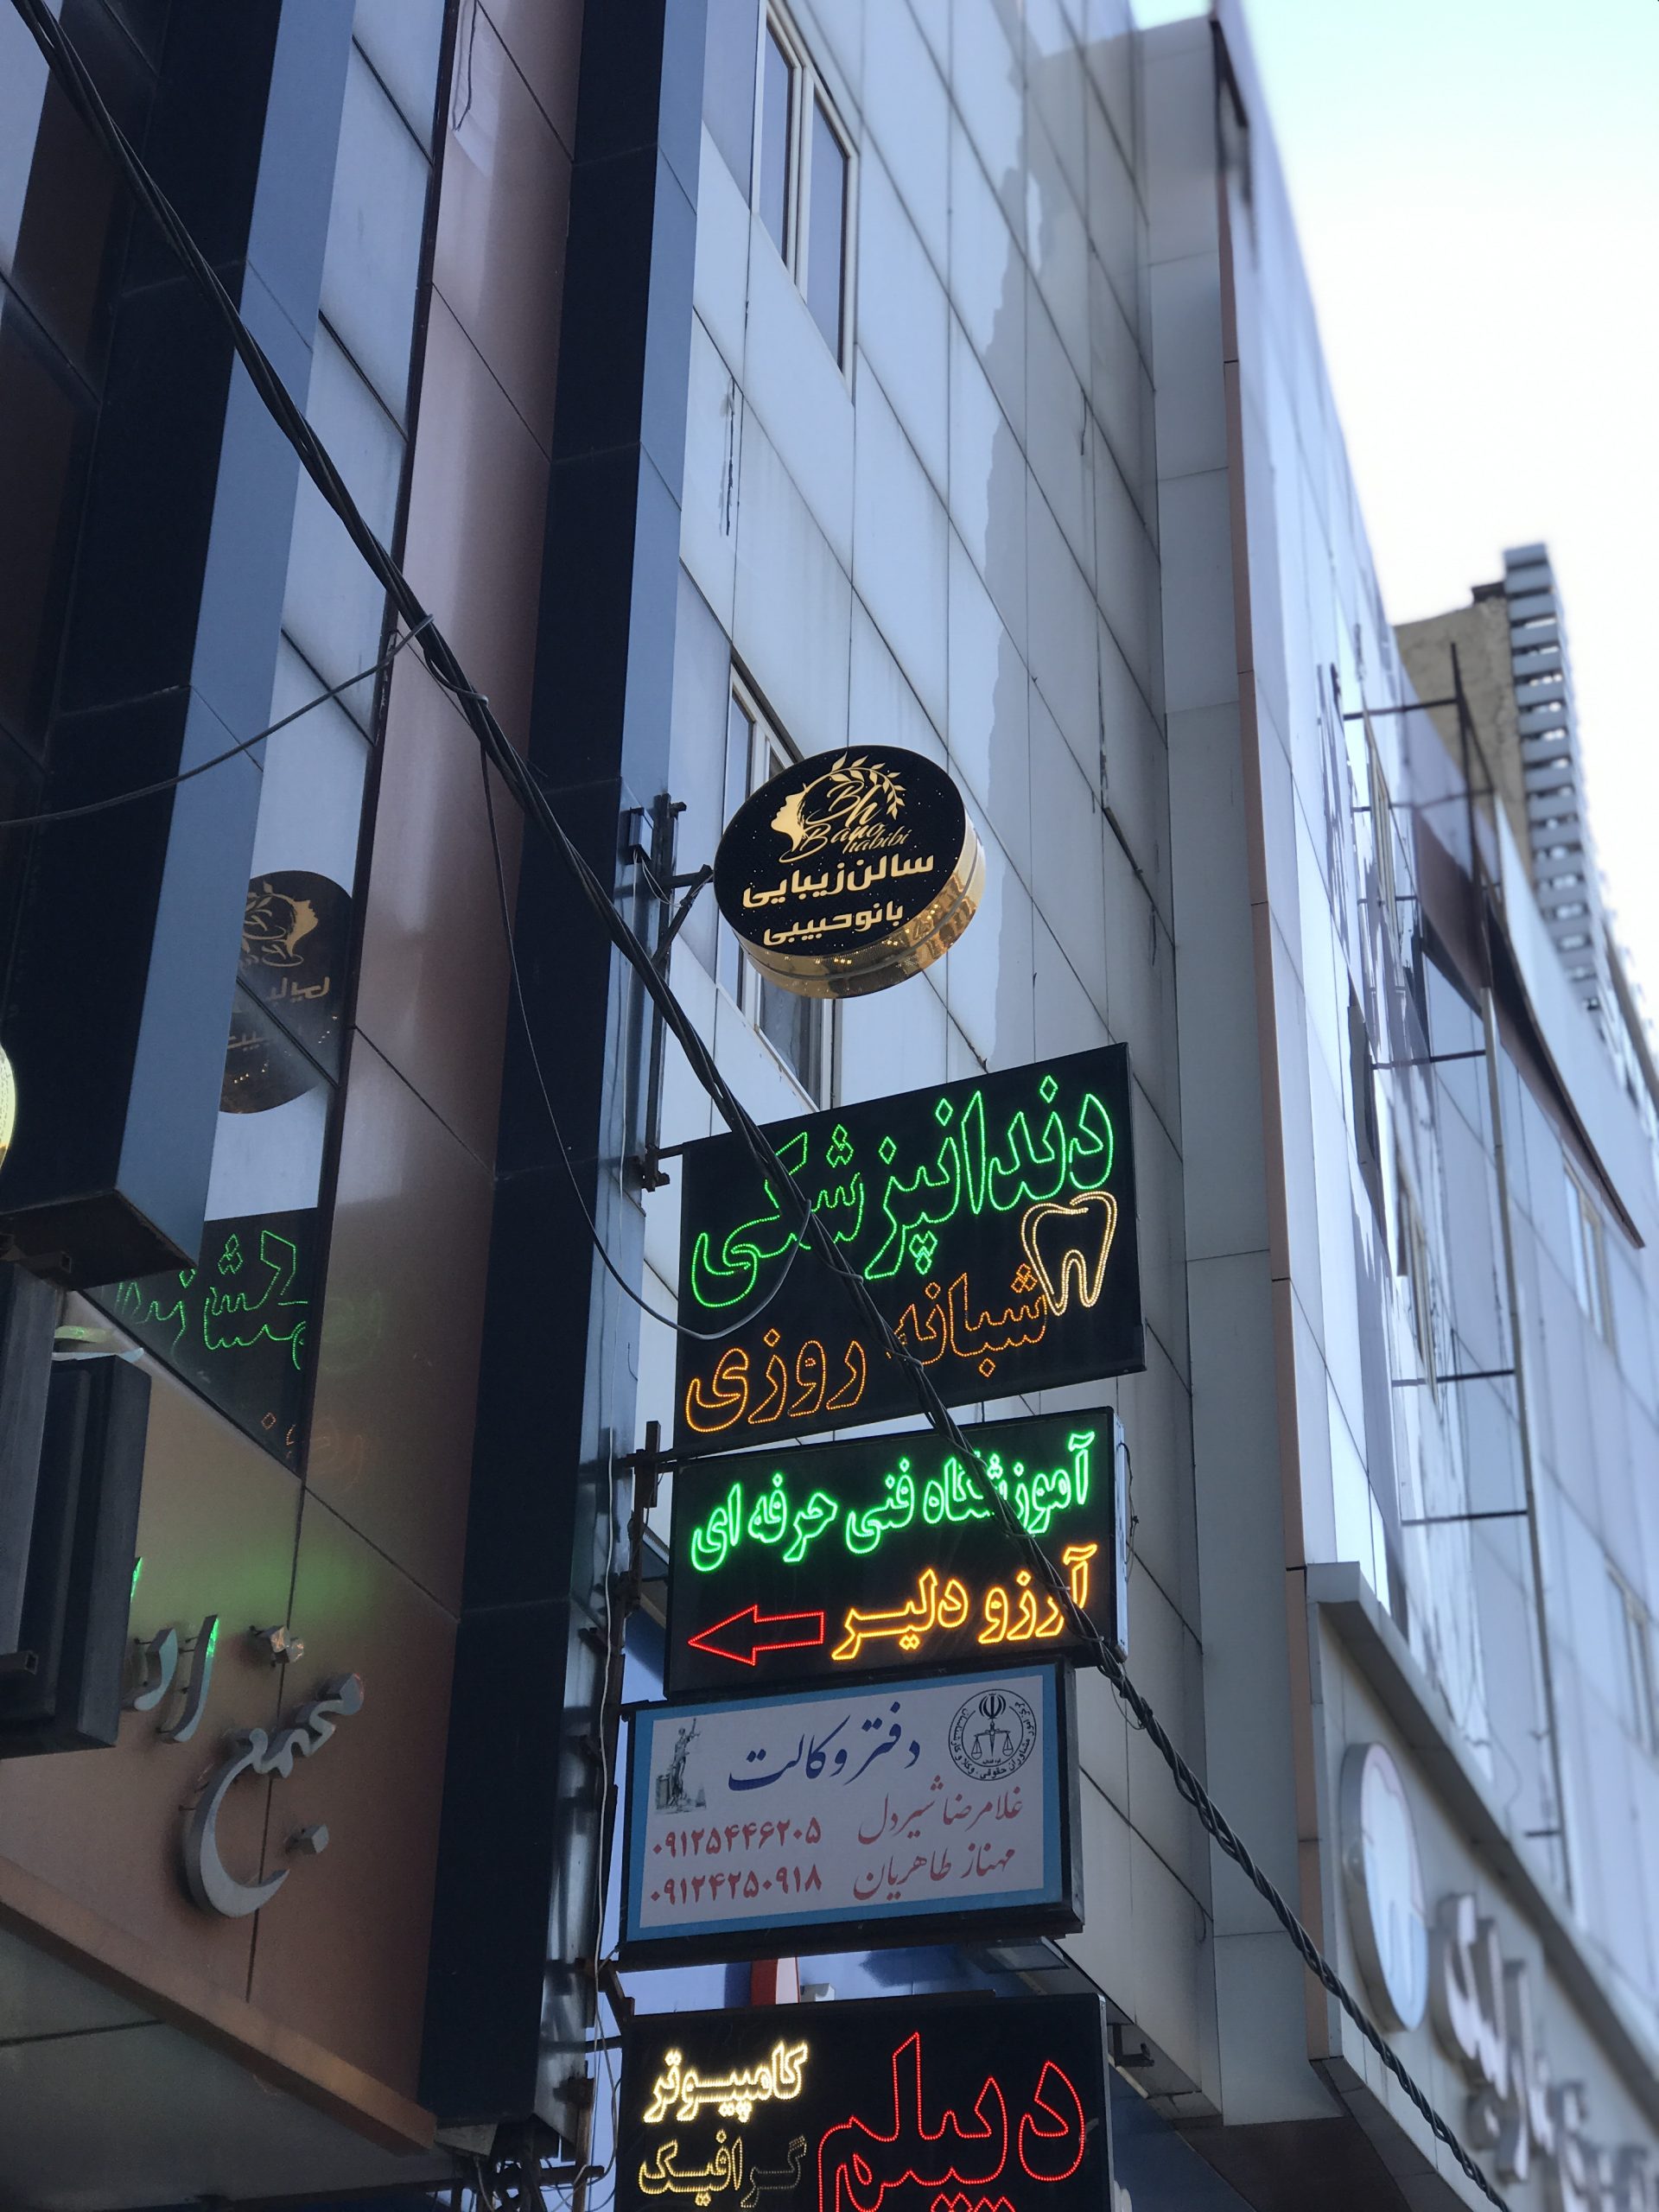 Bh
Bano
habibi
سالن زیبایی
بانو حبیبی
دندانپزشکی
شبانه روزی
آموزشگاه فنی حرفه ای
آرزو دلیر
دفتر وکالت
غلامرضا شیردل ۰۹۱۲۵۴۴۶۲۰۵
مهناز طاهریان ۰۹۱۲۴۲۵۰۹۱۸
دیپلم
کامپیوتر
گرافیک
مجتمع